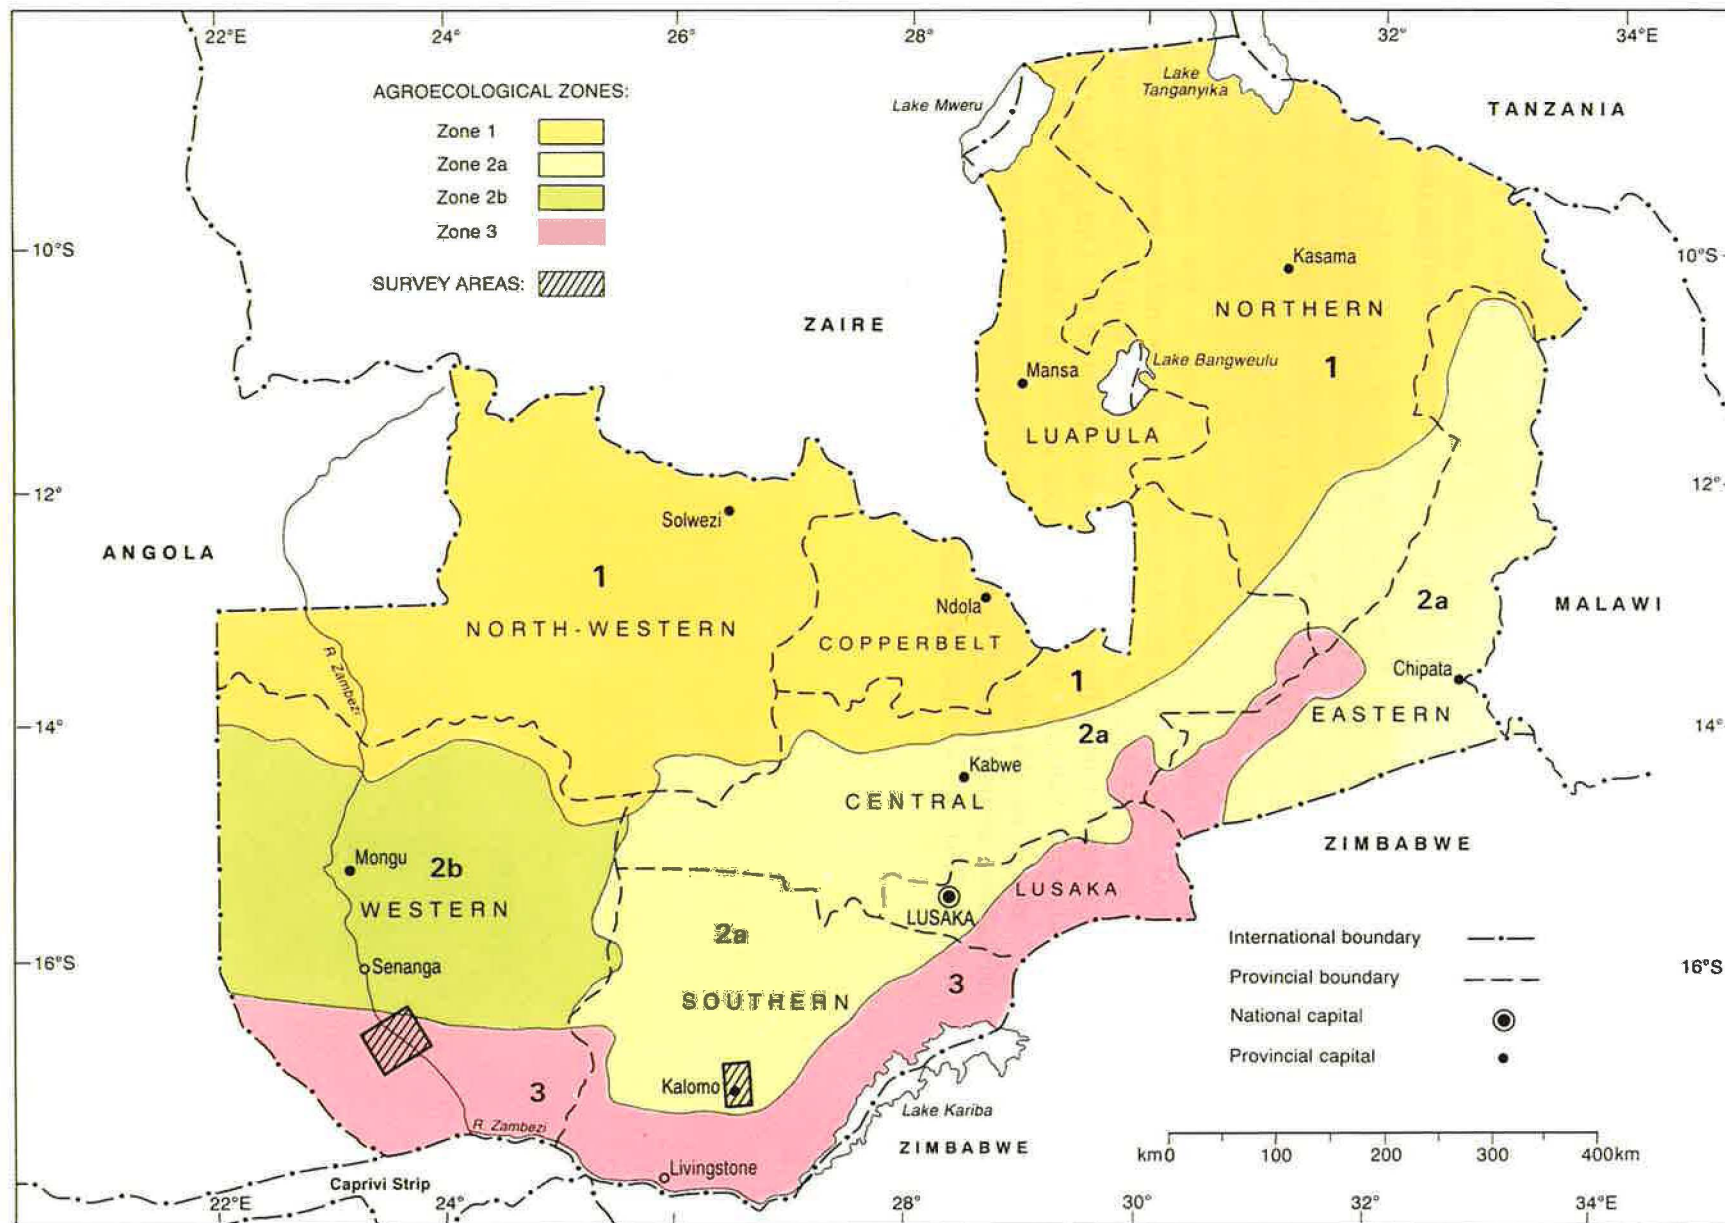 22°E
24°
26°
28°
32°
34°E
AGROECOLOGICAL ZONES:
Zone 1
Zone 2a
Zone 2b
Zone 3
SURVEY AREAS:
Lake Mweru
Lake
Tanganyika
TANZANIA
10°S
10°S
Kasama
NORTHERN
ZAIRE
1
Mansa
Lake Bangweulu
LUAPULA
12°
12°
Solwezi
ANGOLA
1
NORTH-WESTERN
Ndola
COPPERBELT
2a
MALAWI
R. Zambezi
1
Chipata
EASTERN
14°
14°
2a
Kabwe
CENTRAL
ZIMBABWE
Mongu
2b
WESTERN
LUSAKA
LUSAKA
2a
16°S
16°S
Senanga
SOUTHERN
3
International boundary
Provincial boundary
National capital
Provincial capital
Kalomo
3
R. Zambezi
Lake Kariba
ZIMBABWE
Livingstone
Caprivi Strip
km0 100 200 300 400km
22°E
24°
28°
30°
32°
34°E